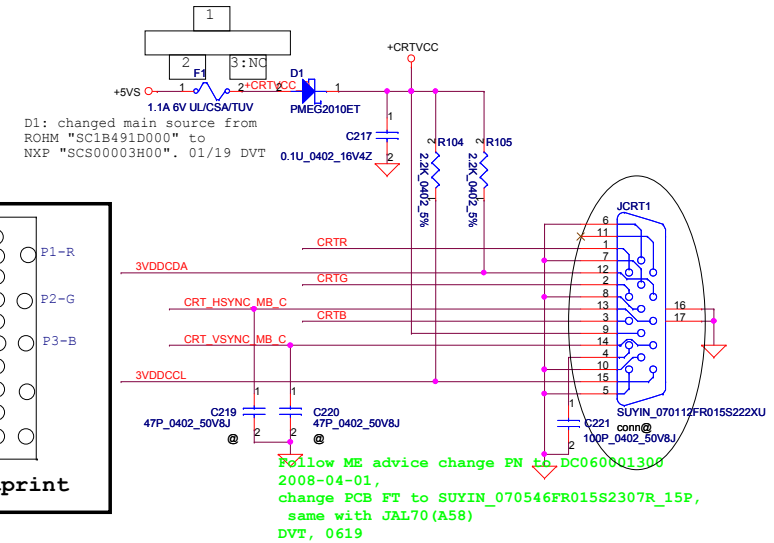 1
2
3:NC
F1
D1
+CRTVCC
+5VS
1
2
+CRTVCC
2
1
1.1A 6V UL/CSA/TUV
PMEG2010ET
D1: changed main source from
ROHM "SC1B491D000" to
NXP "SCS00003H00". 01/19 DVT
1
C217
2
0.1U_0402_16V4Z
2
R104
2.2K_0402_5%
1
2
R105
2.2K_0402_5%
1
JCRT1
6
11
CRTR
1
7
3VDDCDA
12
CRTG
2
8
CRT_HSYNC_MB_C
13
CRTB
3
9
CRT_VSYNC_MB_C
14
4
10
3VDDCCL
15
5
16
17
P1-R
P2-G
P3-B
print
1
C219
47P_0402_50V8J
2
@
1
C220
47P_0402_50V8J
2
@
1
C221
100P_0402_50V8J
2
SUYIN_070112FR015S222XU
conn@
Follow ME advice change PN to DC060001300
2008-04-01,
change PCB FT to SUYIN_070546FR015S2307R_15P,
same with JAL70(A58)
DVT, 0619